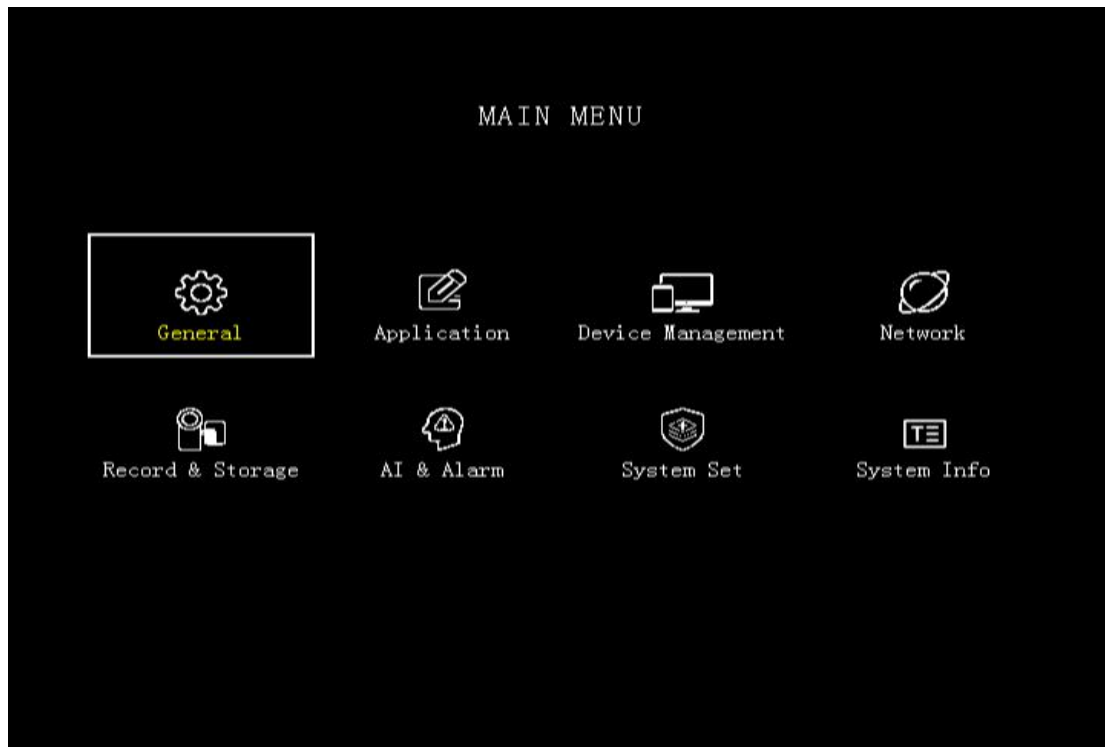 MAIN MENU
General
Application
Device Management
Network
Record & Storage
AI & Alarm
System Set
System Info